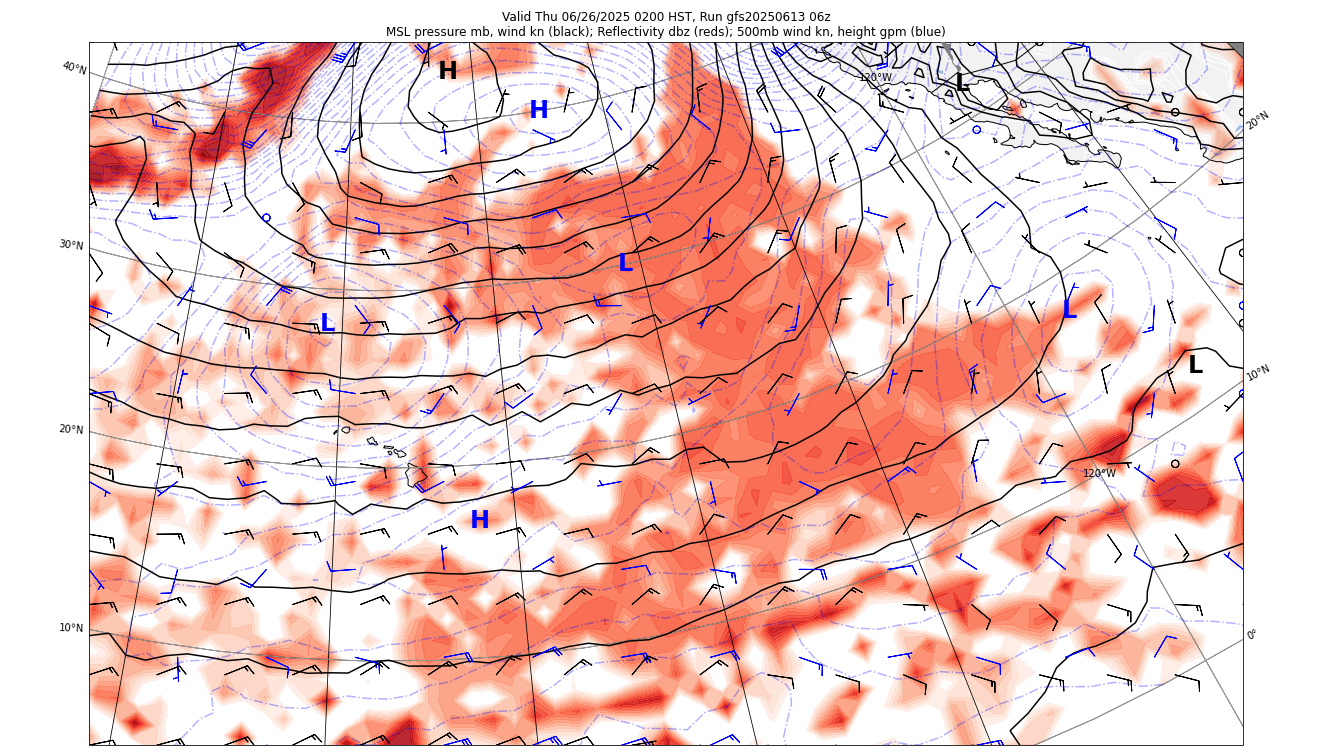 Valid Thu 06/26/2025 0200 HST, Run gfs20250613 06z
MSL pressure mb, wind kn (black); Reflectivity dbz (reds); 500mb wind kn, height gpm (blue)
40°N
H
H
120°W
L
20°N
30°N
L
L
L
L
10°N
20°N
120°W
H
10°N
0°